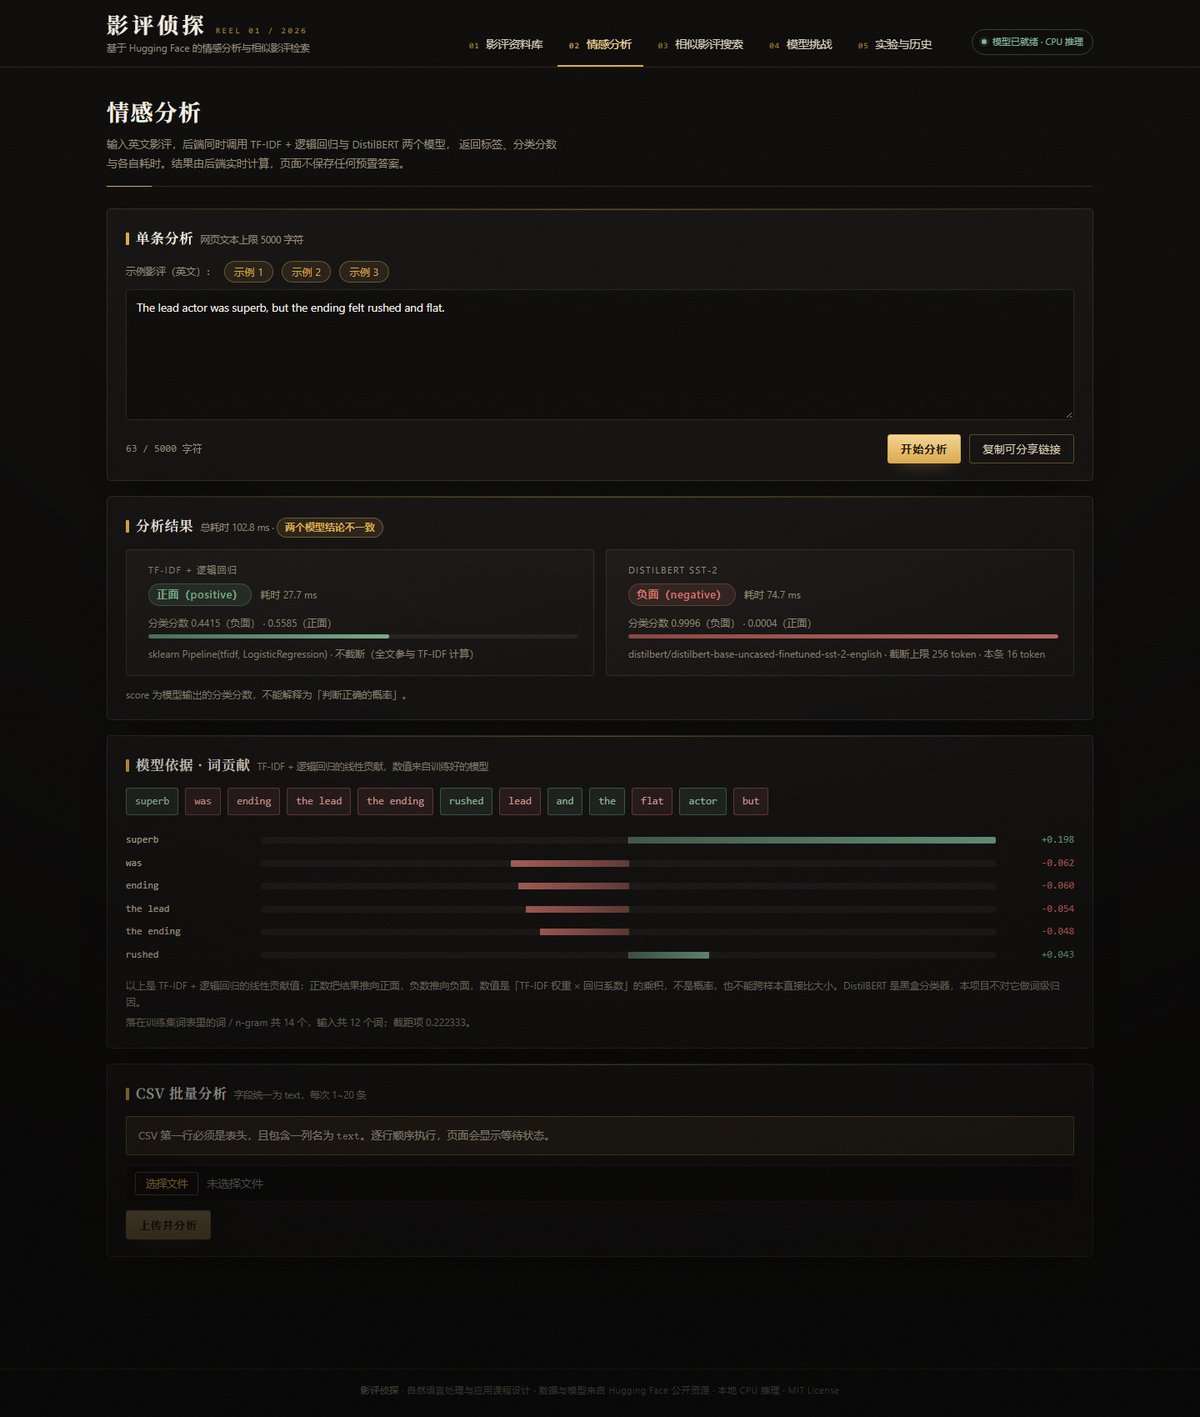 影评侦探 REEL 01 / 2026
基于 Hugging Face 的情感分析与相似影评检索
01 影评资料库 02 情感分析 03 相似影评搜索 04 模型挑战 05 实验与历史
模型已就绪 · CPU 推理
情感分析
输入英文影评，后端同时调用 TF-IDF + 逻辑回归与 DistilBERT 两个模型， 返回标签、分类分数
与各自耗时。结果由后端实时计算，页面不保存任何预置答案。
单条分析 网页文本上限 5000 字符
示例影评（英文）： 示例 1 示例 2 示例 3
The lead actor was superb, but the ending felt rushed and flat.
63 / 5000 字符
开始分析 复制可分享链接
分析结果 总耗时 102.8 ms · 两个模型结论不一致
TF-IDF + 逻辑回归
正面（positive） 耗时 27.7 ms
分类分数 0.4415（负面） · 0.5585（正面）
sklearn Pipeline(tfidf, LogisticRegression) · 不截断（全文参与 TF-IDF 计算）
DISTILBERT SST-2
负面（negative） 耗时 74.7 ms
分类分数 0.9996（负面） · 0.0004（正面）
distilbert/distilbert-base-uncased-finetuned-sst-2-english · 截断上限 256 token · 本条 16 token
score 为模型输出的分类分数，不能解释为「判断正确的概率」。
模型依据 · 词贡献 TF-IDF + 逻辑回归的线性贡献，数值来自训练好的模型
superb was ending the lead the ending rushed lead and the flat actor but
superb +0.198
was -0.062
ending -0.060
the lead -0.054
the ending -0.048
rushed +0.043
以上是 TF-IDF + 逻辑回归的线性贡献值：正数把结果推向正面，负数推向负面，数值是「TF-IDF 权重 × 回归系数」的乘积，不是概率，也不能跨样本直接比大小。DistilBERT 是黑盒分类器，本项目不对它做词级归
因。
落在训练集词表里的词 / n-gram 共 14 个，输入共 12 个词；截距项 0.222333。
CSV 批量分析 字段统一为 text，每次 1~20 条
CSV 第一行必须是表头，且包含一列名为 text。逐行顺序执行，页面会显示等待状态。
选择文件 未选择文件
上传并分析
影评侦探 · 自然语言处理与应用课程设计 · 数据与模型来自 Hugging Face 公开资源 · 本地 CPU 推理 · MIT License